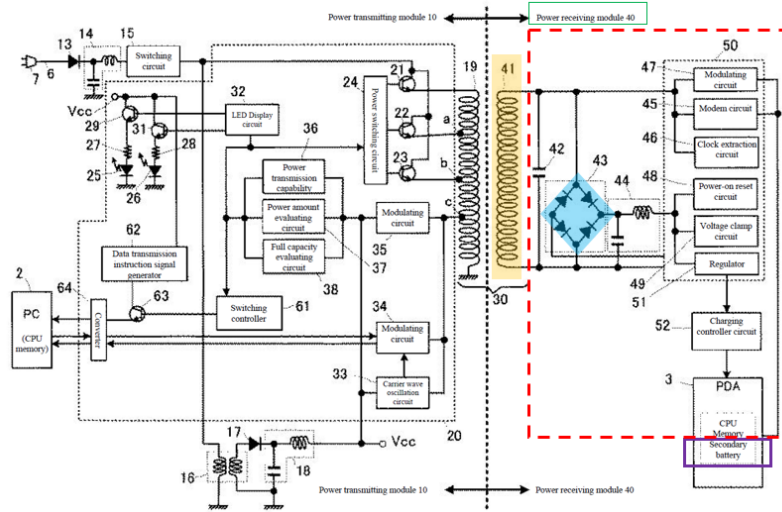 Power transmitting module 10
Power receiving module 40
13
14
15
7
6
Switching
circuit
Vcc
29
31
27
28
25
26
32
LED Display
circuit
24
Power switching circuit
21
22
23
19
a
b
c
41
30
36
Power
transmission
capability
Power amount
evaluating
circuit
37
Full capacity
evaluating
circuit
38
Modulating
circuit
35
62
Data transmission
instruction signal
generator
63
64
Converter
2
PC
(CPU
memory)
Switching
controller
61
34
Modulating
circuit
33
Carrier wave
oscillation
circuit
20
16
17
18
Vcc
42
43
44
50
47
Modulating
circuit
45
Modem circuit
46
Clock extraction
circuit
48
Power-on reset
circuit
Voltage clamp
circuit
49
Regulator
51
52
Charging
controller circuit
3
PDA
CPU
Memory
Secondary
battery
Power transmitting module 10
Power receiving module 40